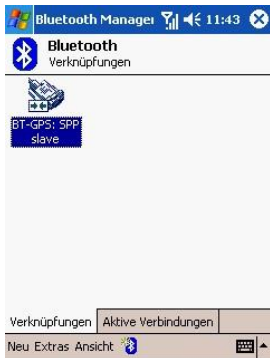 Bluetooth Manager 11:43
Bluetooth
Verknüpfungen
BT-GPS: SPP
slave
Verknüpfungen Aktive Verbindungen
Neu Extras Ansicht